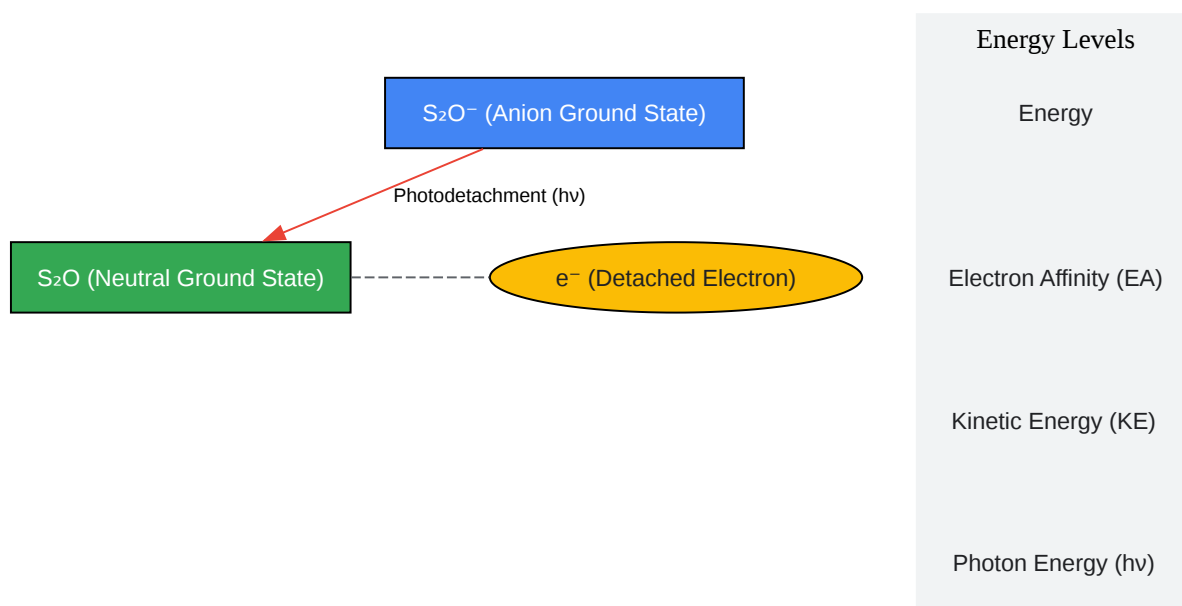 Energy Levels
S₂O⁻ (Anion Ground State)
Energy
Photodetachment (hν)
S₂O (Neutral Ground State)
e⁻ (Detached Electron)
Electron Affinity (EA)
Kinetic Energy (KE)
Photon Energy (hν)